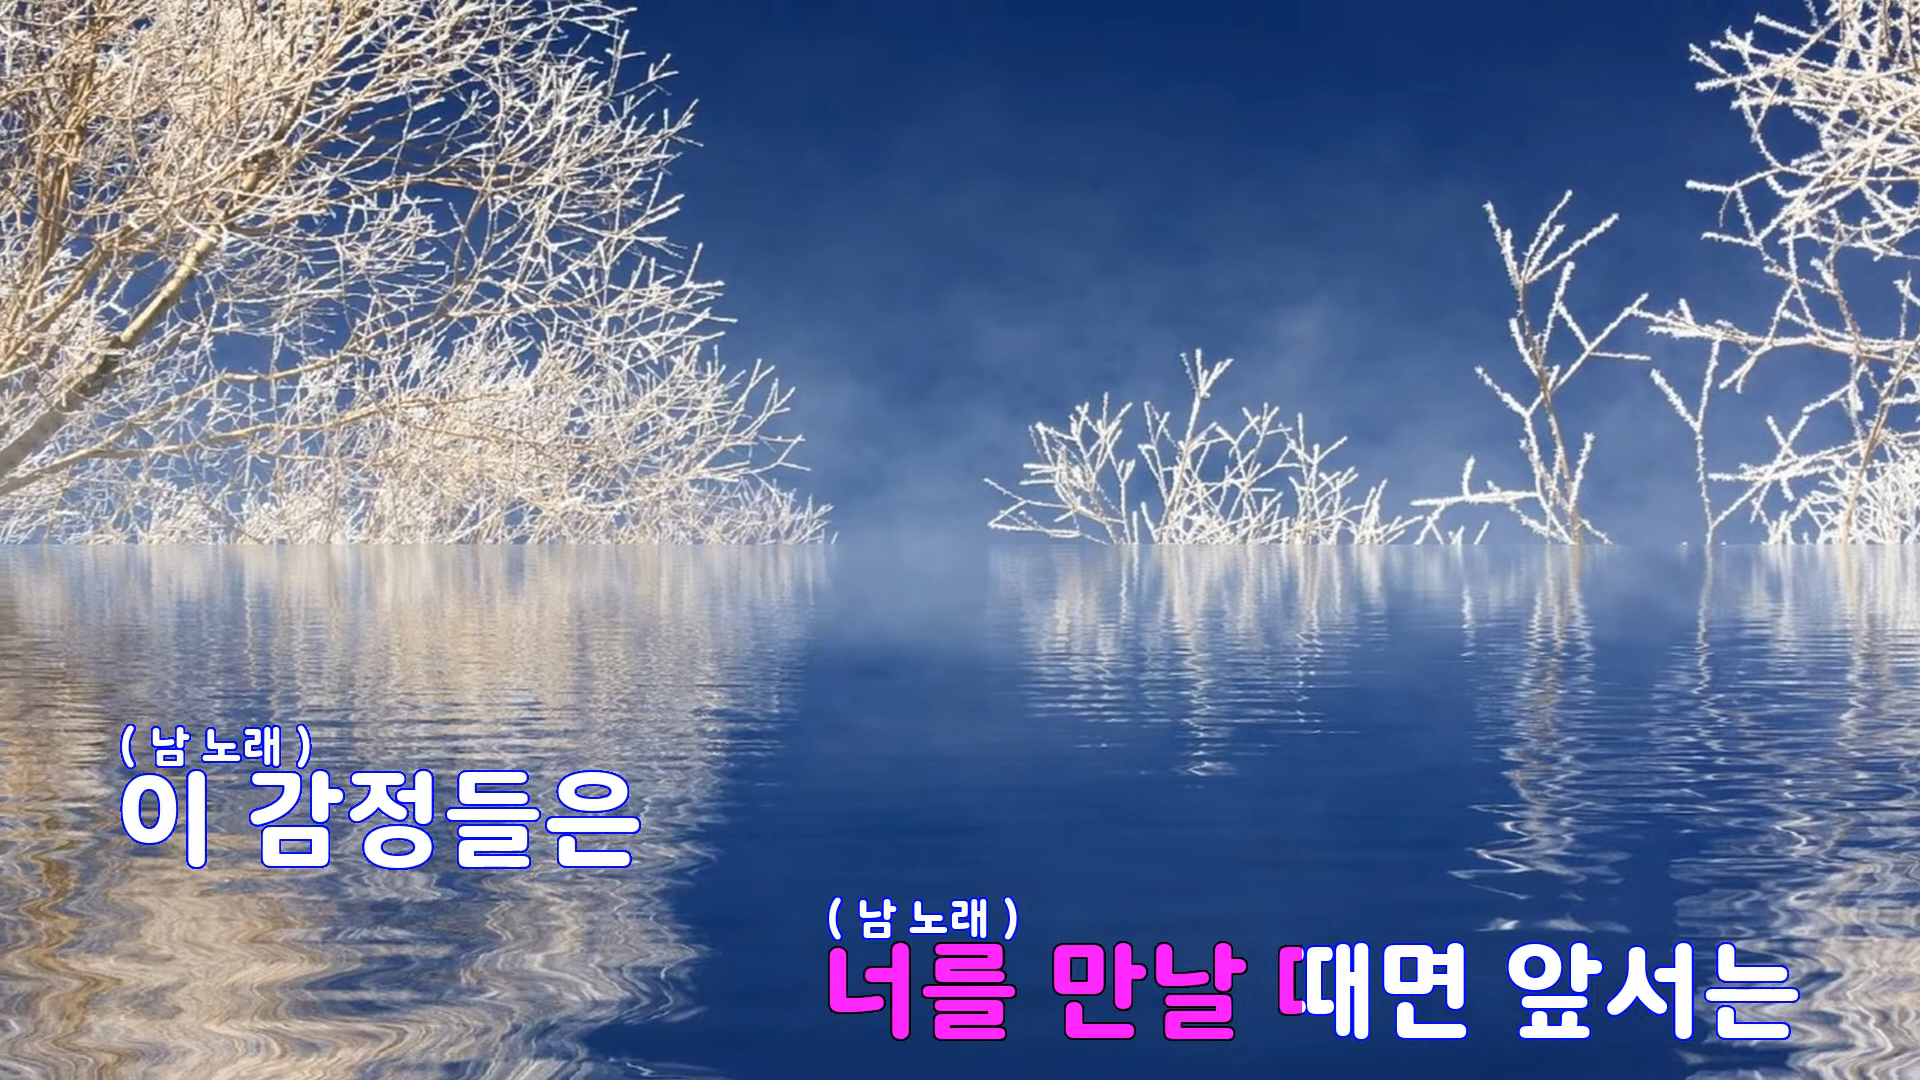 ( 남 노래 )
이 감정들은
( 남 노래 )
너를 만날 때면 앞서는